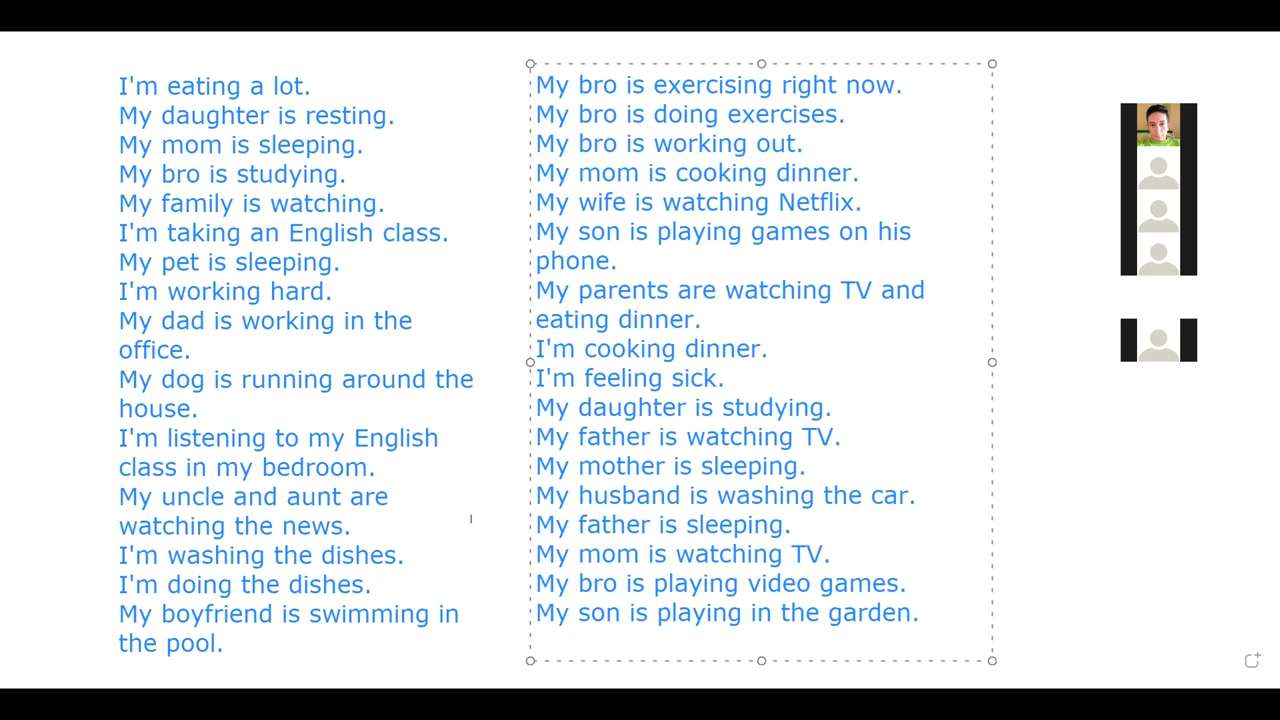 I'm eating a lot.
My daughter is resting.
My mom is sleeping.
My bro is studying.
My family is watching.
I'm taking an English class.
My pet is sleeping.
I'm working hard.
My dad is working in the
office.
My dog is running around the
house.
I'm listening to my English
class in my bedroom.
My uncle and aunt are
watching the news.
I'm washing the dishes.
I'm doing the dishes.
My boyfriend is swimming in
the pool.
My bro is exercising right now.
My bro is doing exercises.
My bro is working out.
My mom is cooking dinner.
My wife is watching Netflix.
My son is playing games on his
phone.
My parents are watching TV and
eating dinner.
I'm cooking dinner.
I'm feeling sick.
My daughter is studying.
My father is watching TV.
My mother is sleeping.
My husband is washing the car.
My father is sleeping.
My mom is watching TV.
My bro is playing video games.
My son is playing in the garden.